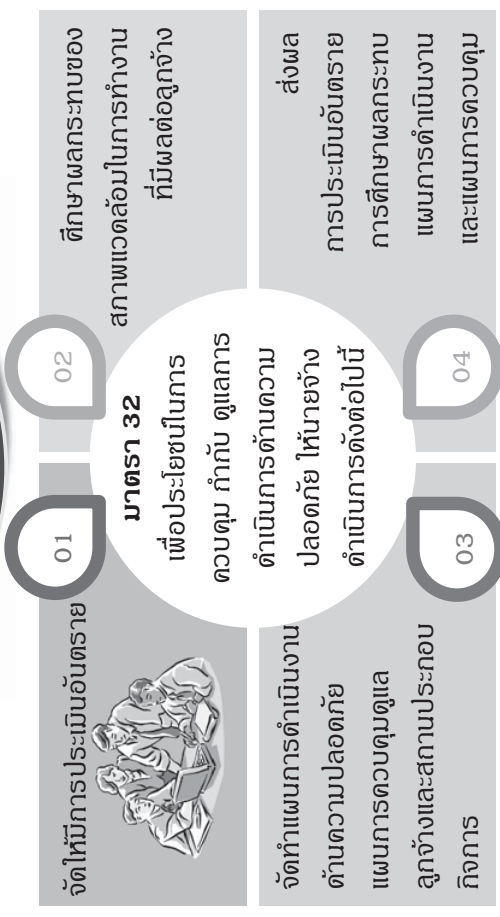 มาตรา 32
เพื่อประโยชน์ในการ
ควบคุม กำกับ ดูแลการ
ดำเนินการด้านความ
ปลอดภัย ให้นายจ้าง
ดำเนินการดังต่อไปนี้
01
จัดให้มีการประเมินอันตราย
02
ศึกษาผลกระทบของ
สภาพแวดล้อมในการทำงาน
ที่มีผลต่อลูกจ้าง
03
จัดทำแผนการดำเนินงาน
ด้านความปลอดภัย
แผนการควบคุมดูแล
ลูกจ้างและสถานประกอบ
กิจการ
04
ส่งผล
การประเมินอันตราย
การศึกษาผลกระทบ
แผนการดำเนินงาน
และแผนการควบคุม